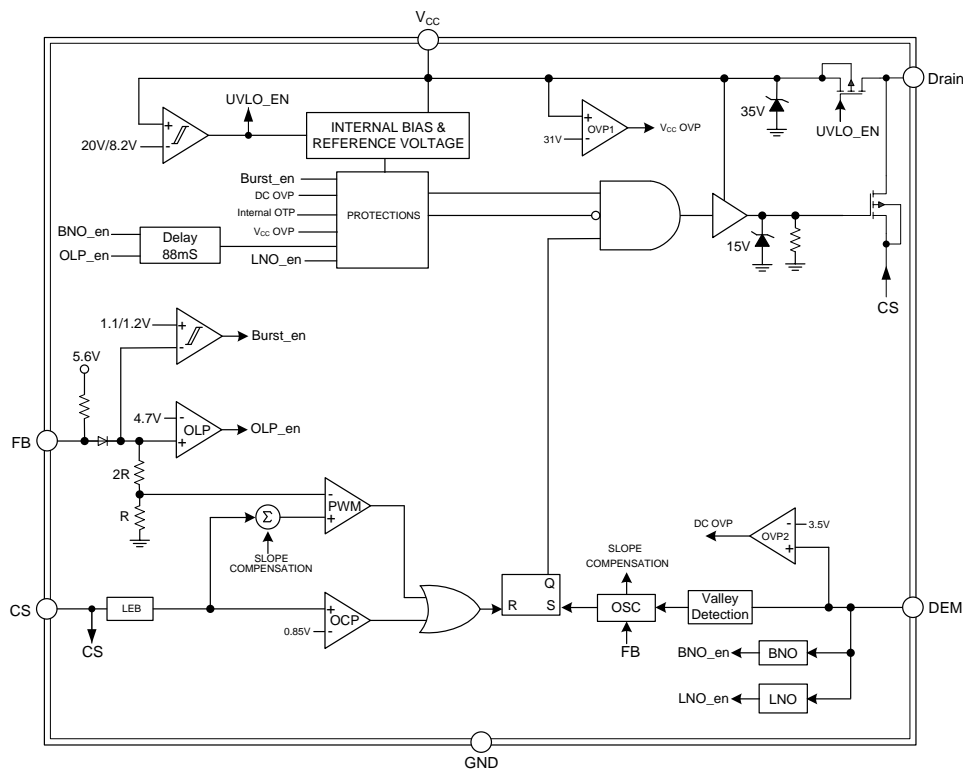 VCC
Drain
UVLO_EN
20V/8.2V
+
-
INTERNAL BIAS &
REFERENCE VOLTAGE
+
31V
-
OVP1
VCC OVP
35V
UVLO_EN
Burst_en
DC OVP
Internal OTP
VCC OVP
LNO_en
PROTECTIONS
BNO_en
OLP_en
Delay
88mS
15V
CS
1.1/1.2V
+
-
Burst_en
5.6V
4.7V
-
+
OLP
OLP_en
FB
2R
R
-
+
PWM
Σ
SLOPE
COMPENSATION
DC OVP
-
3.5V
OVP2
+
SLOPE
COMPENSATION
Q
R
S
OSC
Valley
Detection
FB
CS
LEB
CS
+
0.85V
-
OCP
DEM
BNO_en
BNO
LNO_en
LNO
GND